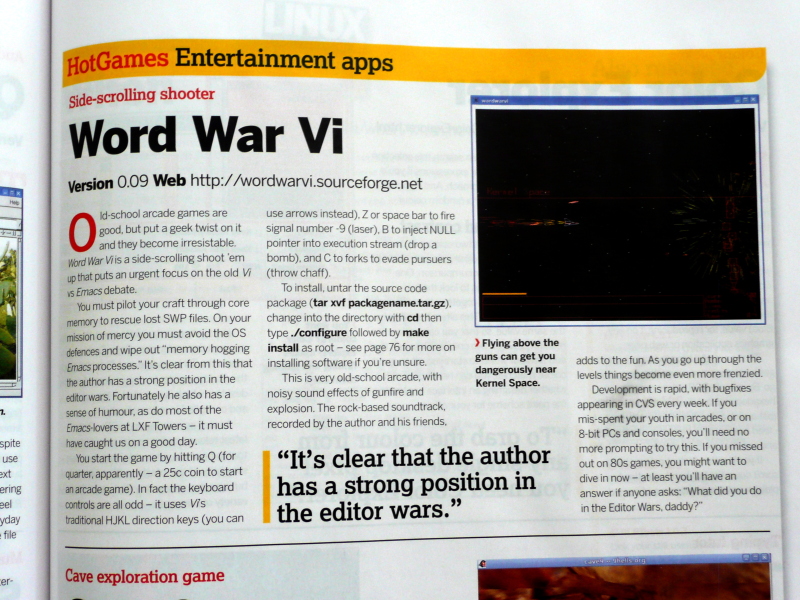 HotGames Entertainment apps
Side-scrolling shooter
Word War Vi
Version 0.09 Web http://wordwarvi.sourceforge.net
Old-school arcade games are
good, but put a geek twist on it
and they become irresistable.
Word War Vi is a side-scrolling shoot 'em
up that puts an urgent focus on the old Vi
vs Emacs debate.
You must pilot your craft through core
memory to rescue lost SWP files. On your
mission of mercy you must avoid the OS
defences and wipe out "memory hogging
Emacs processes." It's clear from this that
the author has a strong position in the
editor wars. Fortunately he also has a
sense of humour, as do most of the
Emacs-lovers at LXF Towers – it must
have caught us on a good day.
You start the game by hitting Q (for
quarter, apparently – a 25c coin to start
an arcade game). In fact the keyboard
controls are all odd – it uses Vi's
traditional HJKL direction keys (you can
use arrows instead), Z or space bar to fire
signal number -9 (laser), B to inject NULL
pointer into execution stream (drop a
bomb), and C to forks to evade pursuers
(throw chaff).
To install, untar the source code
package (tar xvf packagename.tar.gz),
change into the directory with cd then
type ./configure followed by make
install as root – see page 76 for more on
installing software if you're unsure.
This is very old-school arcade, with
noisy sound effects of gunfire and
explosion. The rock-based soundtrack,
recorded by the author and his friends,
"It's clear that the author
has a strong position in
the editor wars."
wordwarvi
Flying above the
guns can get you
dangerously near
Kernel Space.
adds to the fun. As you go up through the
levels things become even more frenzied.
Development is rapid, with bugfixes
appearing in CVS every week. If you
mis-spent your youth in arcades, or on
8-bit PCs and consoles, you'll need no
more prompting to try this. If you missed
out on 80s games, you might want to
dive in now – at least you'll have an
answer if anyone asks: "What did you do
in the Editor Wars, daddy?"
Cave exploration game
Help
spite
use
ext
ering
eel
yday
file
ter-